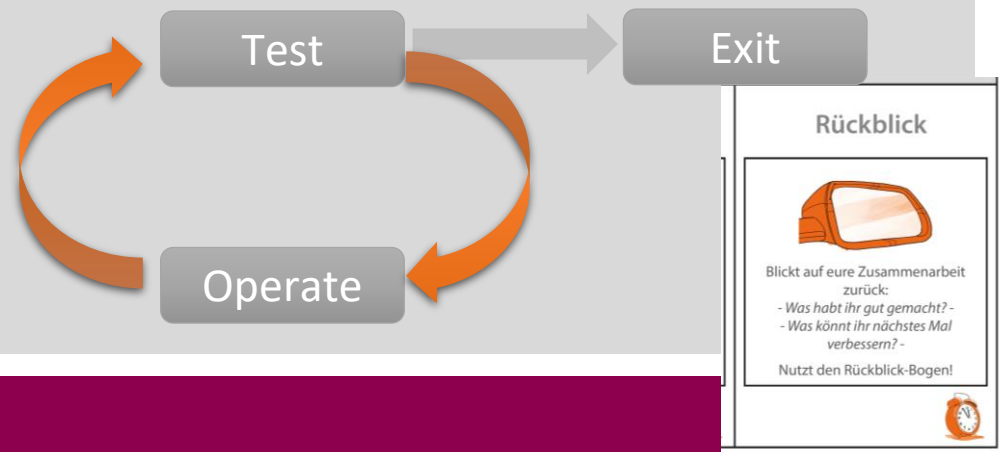 Test
Exit
Operate
Rückblick
Blickt auf eure Zusammenarbeit
zurück:
- Was habt ihr gut gemacht? -
- Was könnt ihr nächstes Mal
verbessern? -
Nutzt den Rückblick-Bogen!